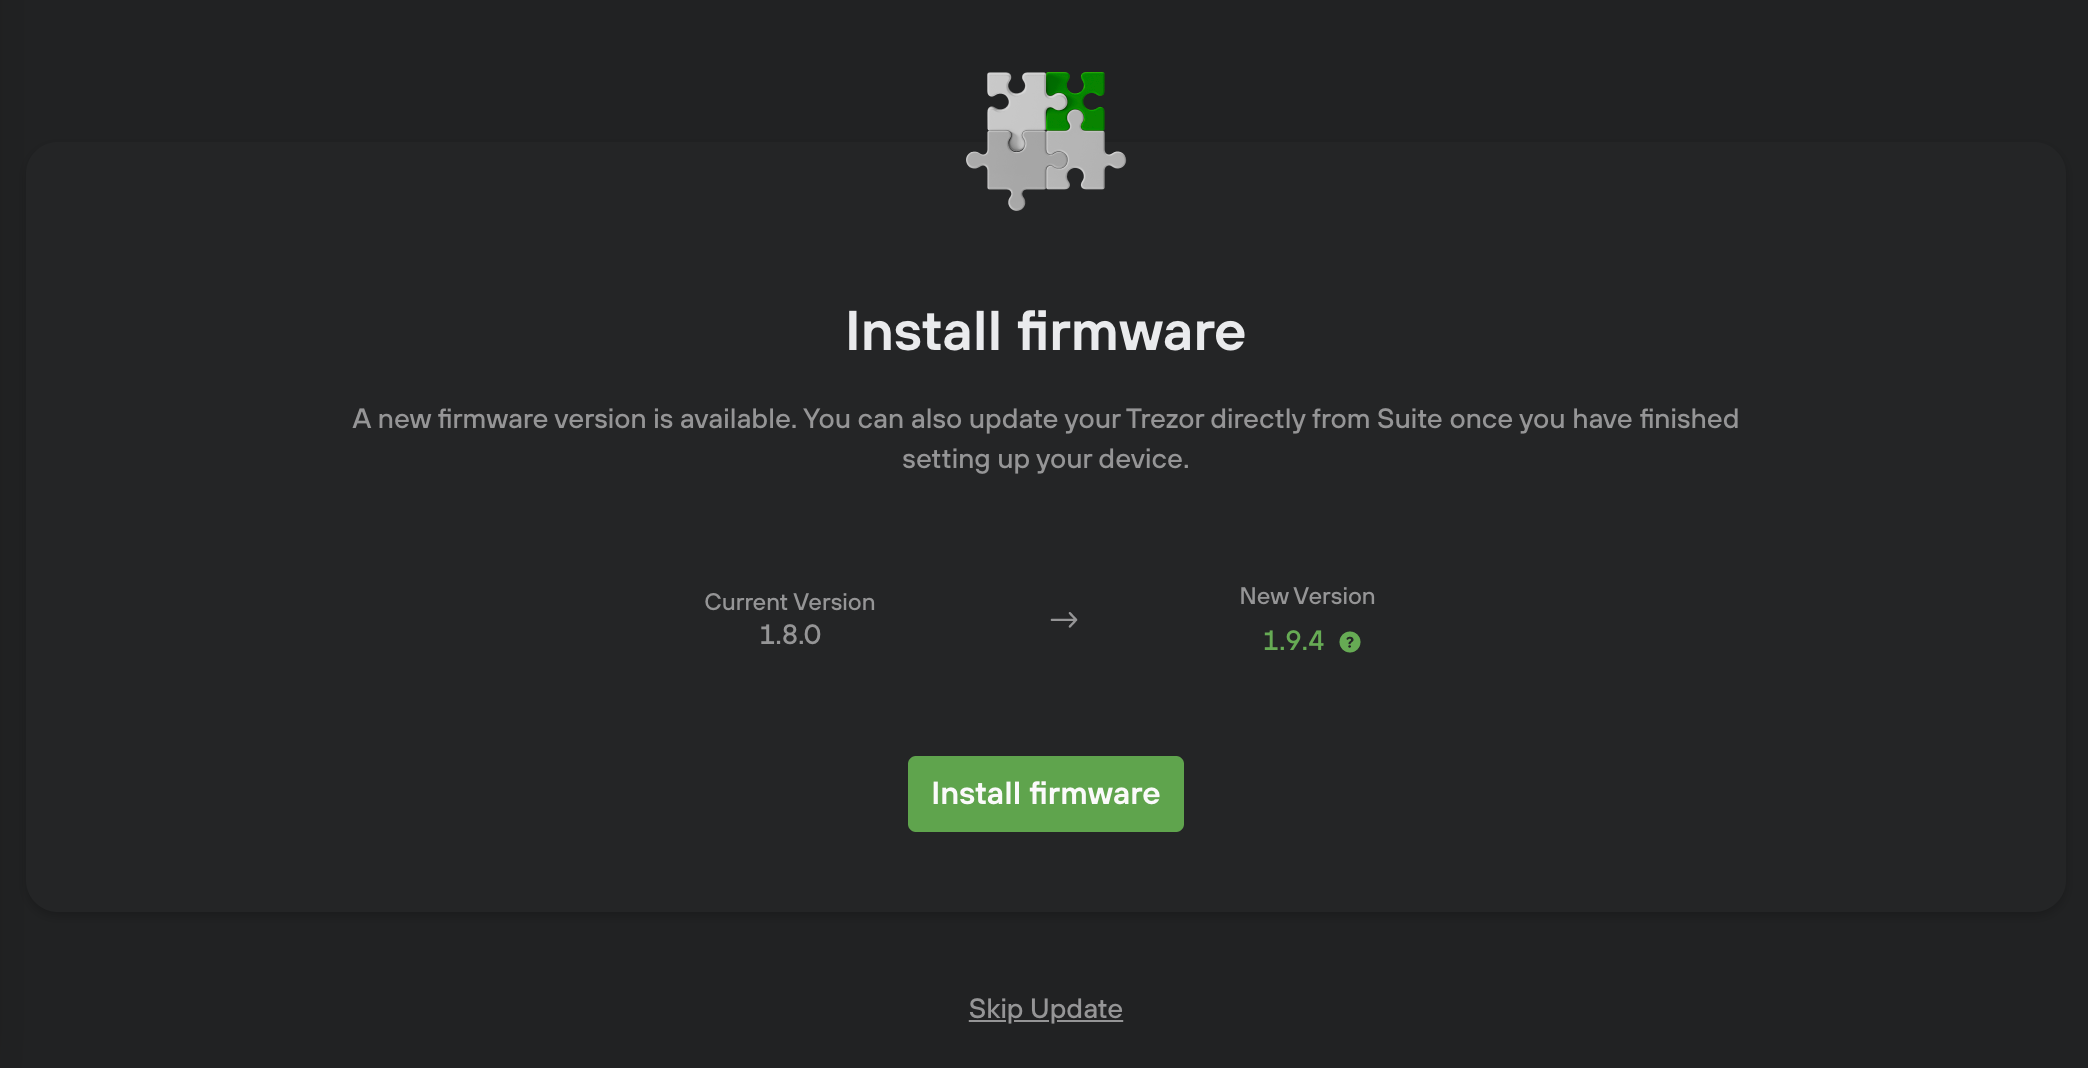 Install firmware
A new firmware version is available. You can also update your Trezor directly from Suite once you have finished
setting up your device.
Current Version
1.8.0
→
New Version
1.9.4 ?
Install firmware
Skip Update